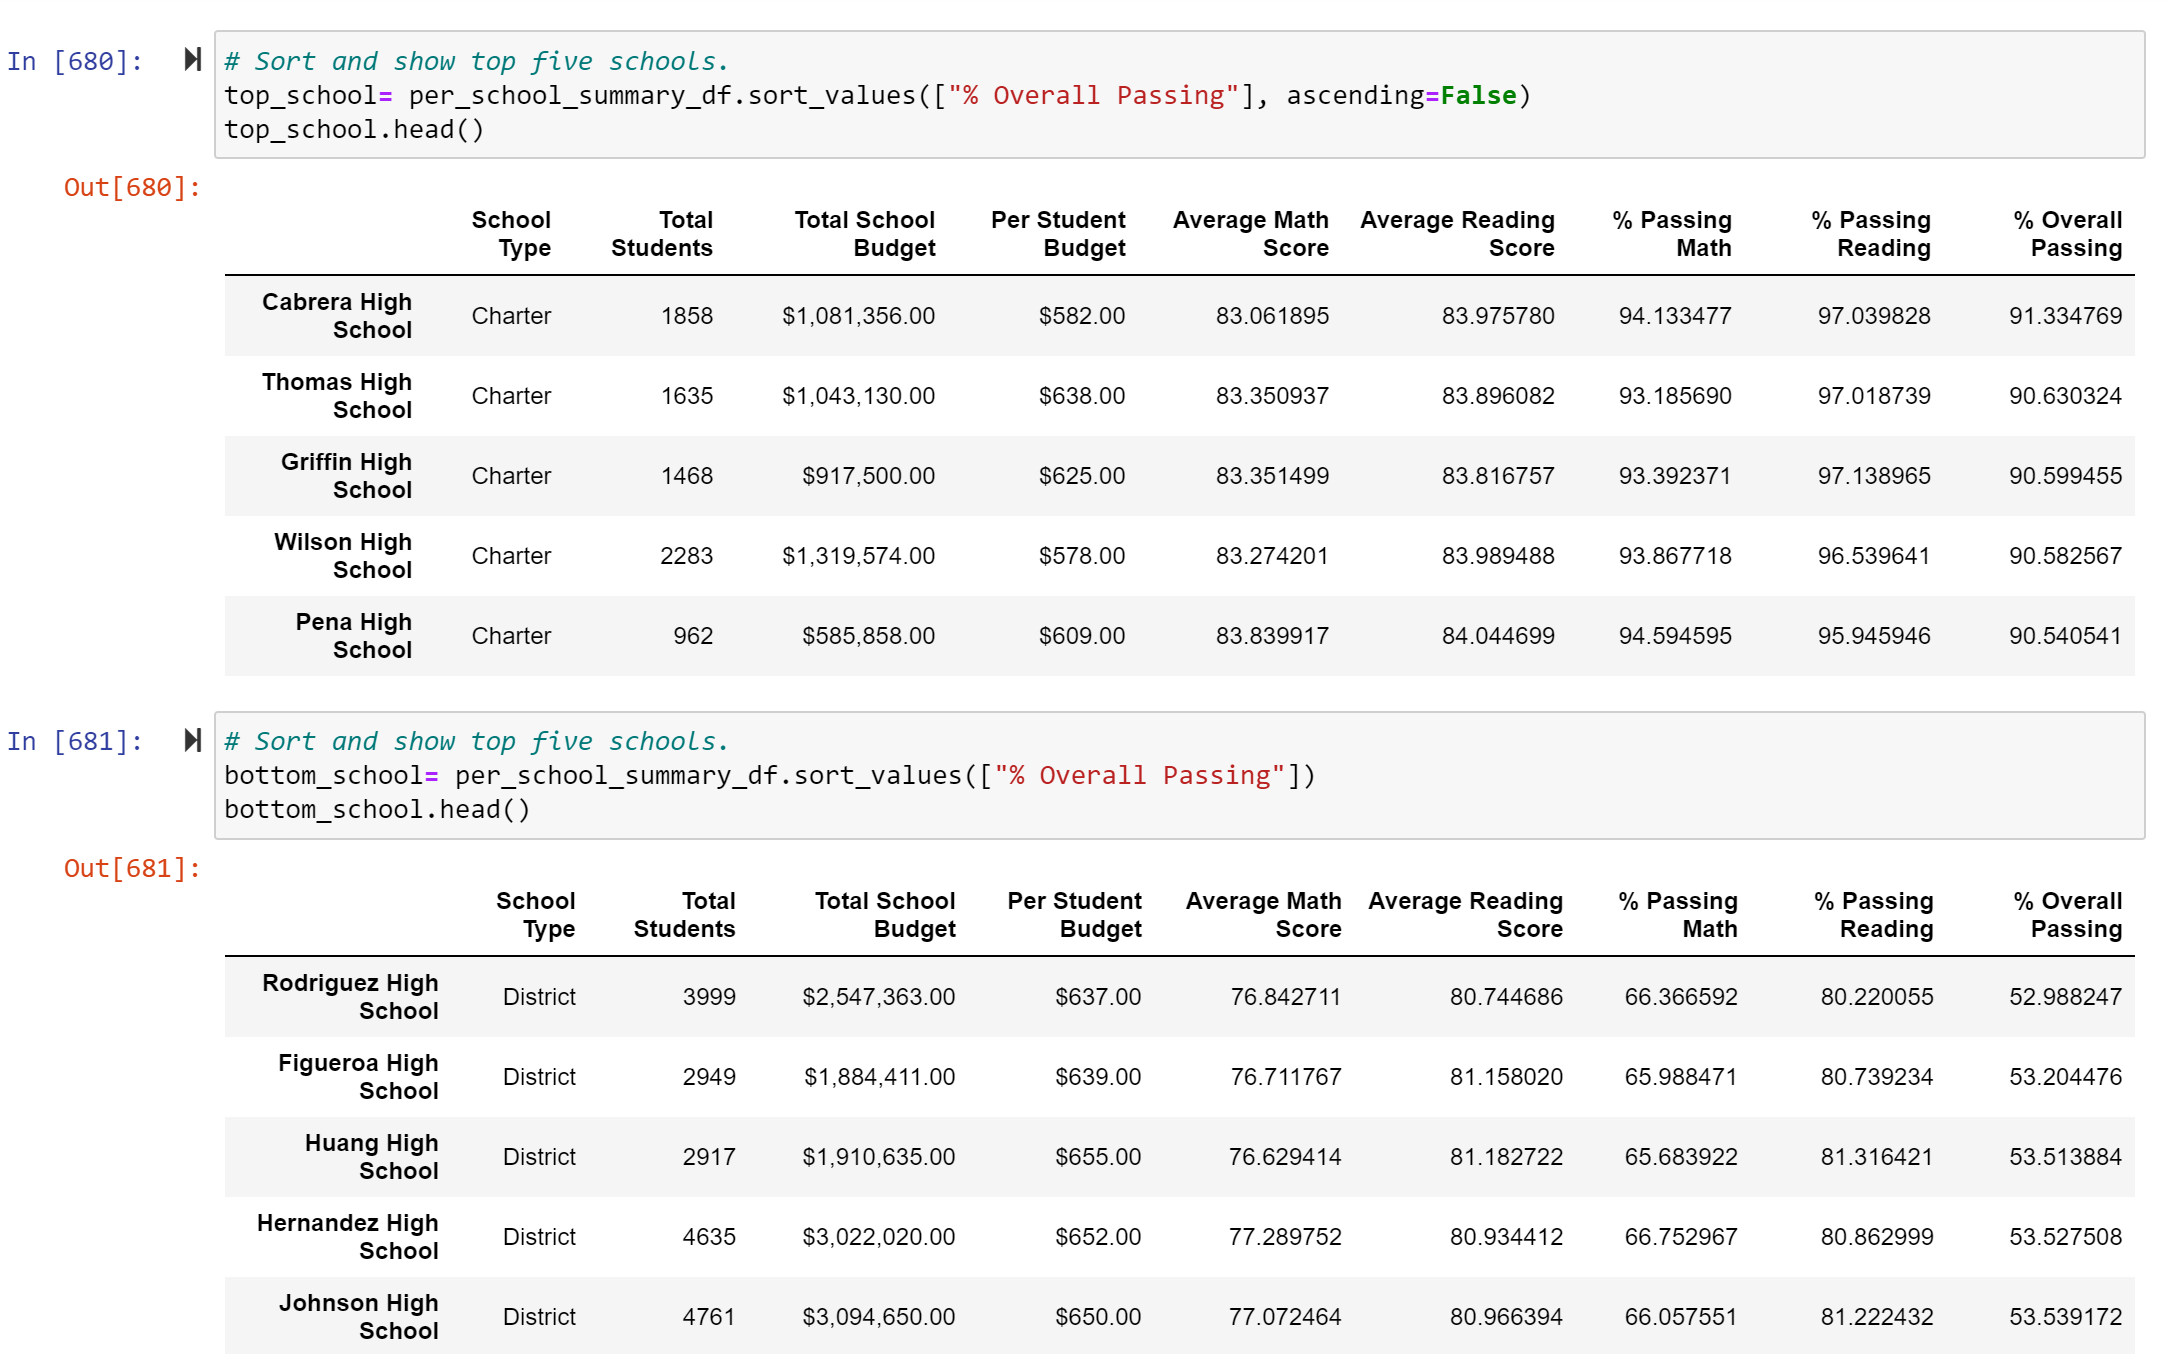 In [680]:
# Sort and show top five schools.
top_school= per_school_summary_df.sort_values(["% Overall Passing"], ascending=False)
top_school.head()
Out[680]:
School Type Total Students Total School Budget Per Student Budget Average Math Score Average Reading Score % Passing Math % Passing Reading % Overall Passing
Cabrera High School Charter 1858 $1,081,356.00 $582.00 83.061895 83.975780 94.133477 97.039828 91.334769
Thomas High School Charter 1635 $1,043,130.00 $638.00 83.350937 83.896082 93.185690 97.018739 90.630324
Griffin High School Charter 1468 $917,500.00 $625.00 83.351499 83.816757 93.392371 97.138965 90.599455
Wilson High School Charter 2283 $1,319,574.00 $578.00 83.274201 83.989488 93.867718 96.539641 90.582567
Pena High School Charter 962 $585,858.00 $609.00 83.839917 84.044699 94.594595 95.945946 90.540541
In [681]:
# Sort and show top five schools.
bottom_school= per_school_summary_df.sort_values(["% Overall Passing"])
bottom_school.head()
Out[681]:
School Type Total Students Total School Budget Per Student Budget Average Math Score Average Reading Score % Passing Math % Passing Reading % Overall Passing
Rodriguez High School District 3999 $2,547,363.00 $637.00 76.842711 80.744686 66.366592 80.220055 52.988247
Figueroa High School District 2949 $1,884,411.00 $639.00 76.711767 81.158020 65.988471 80.739234 53.204476
Huang High School District 2917 $1,910,635.00 $655.00 76.629414 81.182722 65.683922 81.316421 53.513884
Hernandez High School District 4635 $3,022,020.00 $652.00 77.289752 80.934412 66.752967 80.862999 53.527508
Johnson High School District 4761 $3,094,650.00 $650.00 77.072464 80.966394 66.057551 81.222432 53.539172